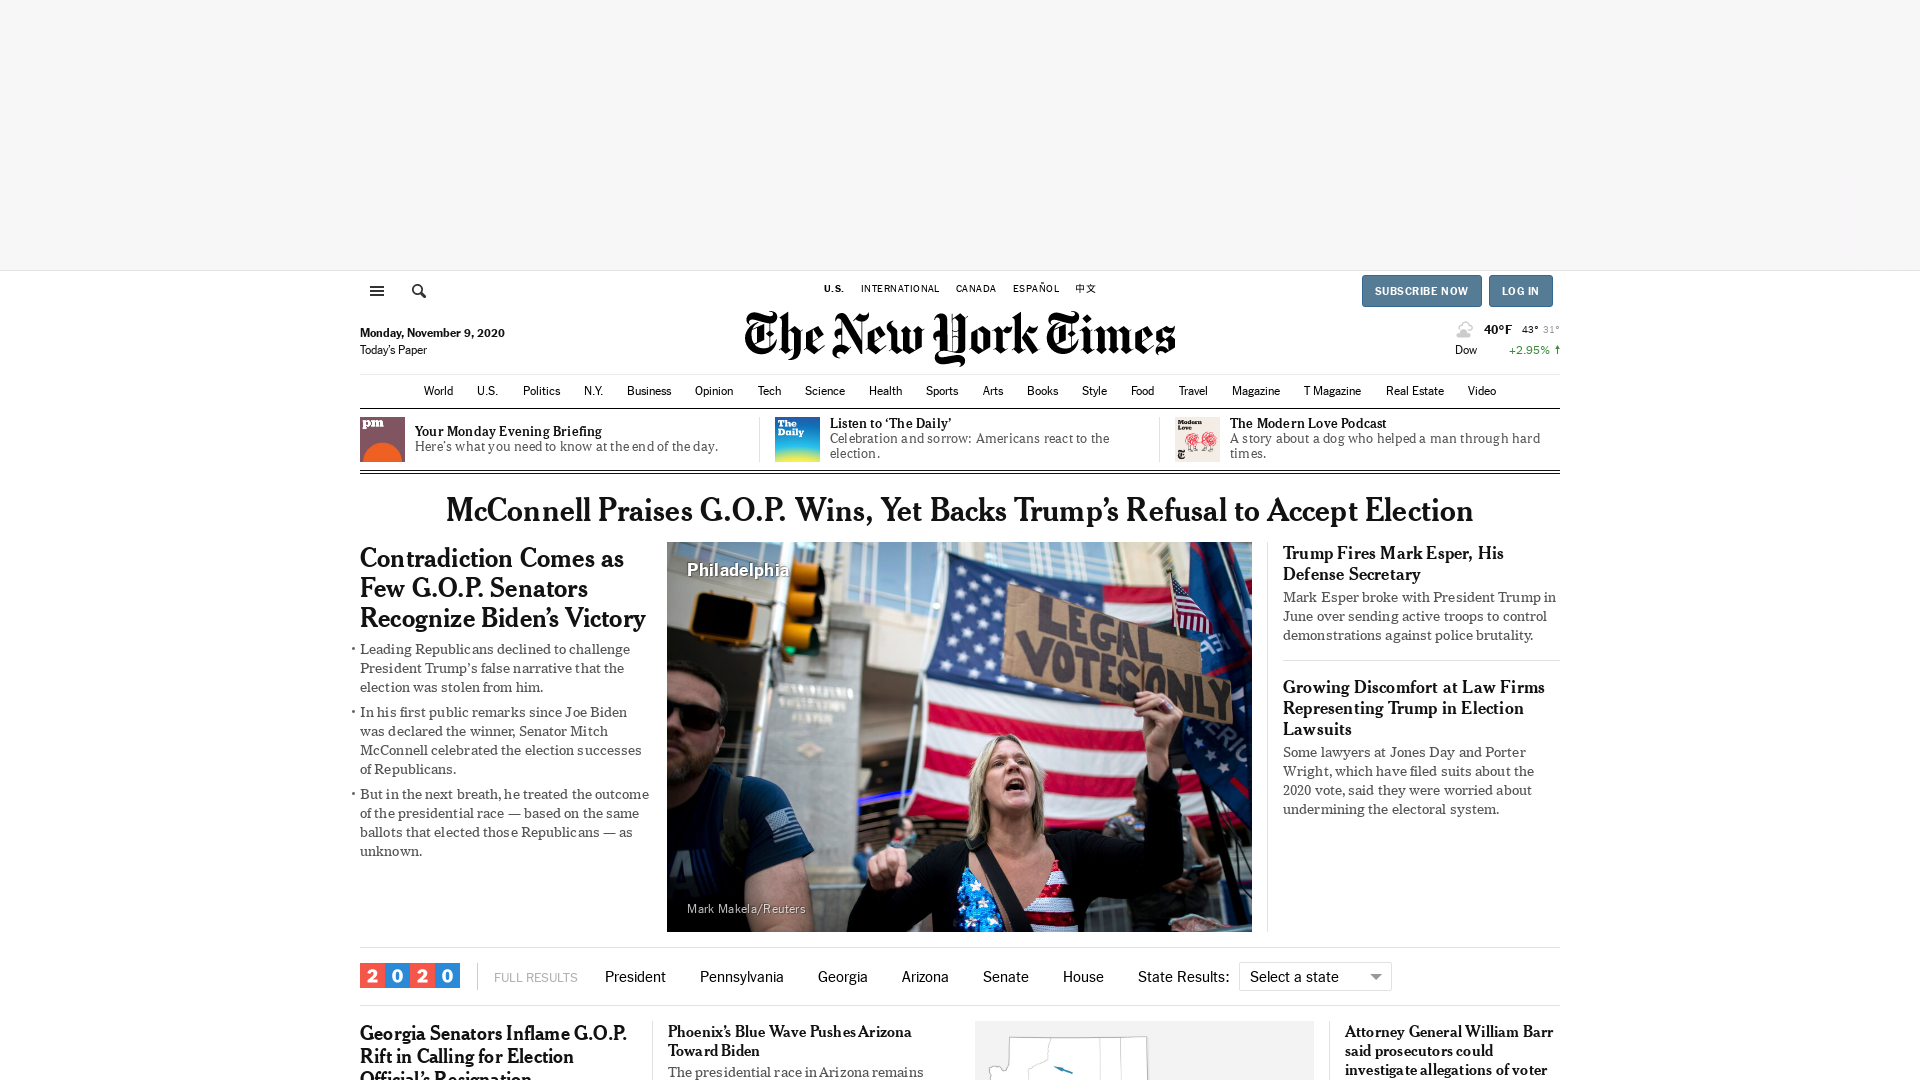 U.S. INTERNATIONAL CANADA ESPAÑOL 中文
SUBSCRIBE NOW LOG IN
Monday, November 9, 2020
Today's Paper
The New York Times
40°F 43° 31°
Dow +2.95% ↑
World U.S. Politics N.Y. Business Opinion Tech Science Health Sports Arts Books Style Food Travel Magazine T Magazine Real Estate Video
pm
Your Monday Evening Briefing
Here's what you need to know at the end of the day.
The
Daily
Listen to ‘The Daily’
Celebration and sorrow: Americans react to the
election.
Modern
Love
The Modern Love Podcast
A story about a dog who helped a man through hard
times.
McConnell Praises G.O.P. Wins, Yet Backs Trump’s Refusal to Accept Election
Contradiction Comes as
Few G.O.P. Senators
Recognize Biden’s Victory
• Leading Republicans declined to challenge
President Trump’s false narrative that the
election was stolen from him.
• In his first public remarks since Joe Biden
was declared the winner, Senator Mitch
McConnell celebrated the election successes
of Republicans.
• But in the next breath, he treated the outcome
of the presidential race — based on the same
ballots that elected those Republicans — as
unknown.
Philadelphia
LEGAL
VOTES ONLY
Mark Makela/Reuters
Trump Fires Mark Esper, His
Defense Secretary
Mark Esper broke with President Trump in
June over sending active troops to control
demonstrations against police brutality.
Growing Discomfort at Law Firms
Representing Trump in Election
Lawsuits
Some lawyers at Jones Day and Porter
Wright, which have filed suits about the
2020 vote, said they were worried about
undermining the electoral system.
2020 FULL RESULTS President Pennsylvania Georgia Arizona Senate House State Results: Select a state
Georgia Senators Inflame G.O.P.
Rift in Calling for Election
Official’s Resignation
Phoenix’s Blue Wave Pushes Arizona
Toward Biden
The presidential race in Arizona remains
Attorney General William Barr
said prosecutors could
investigate allegations of voter